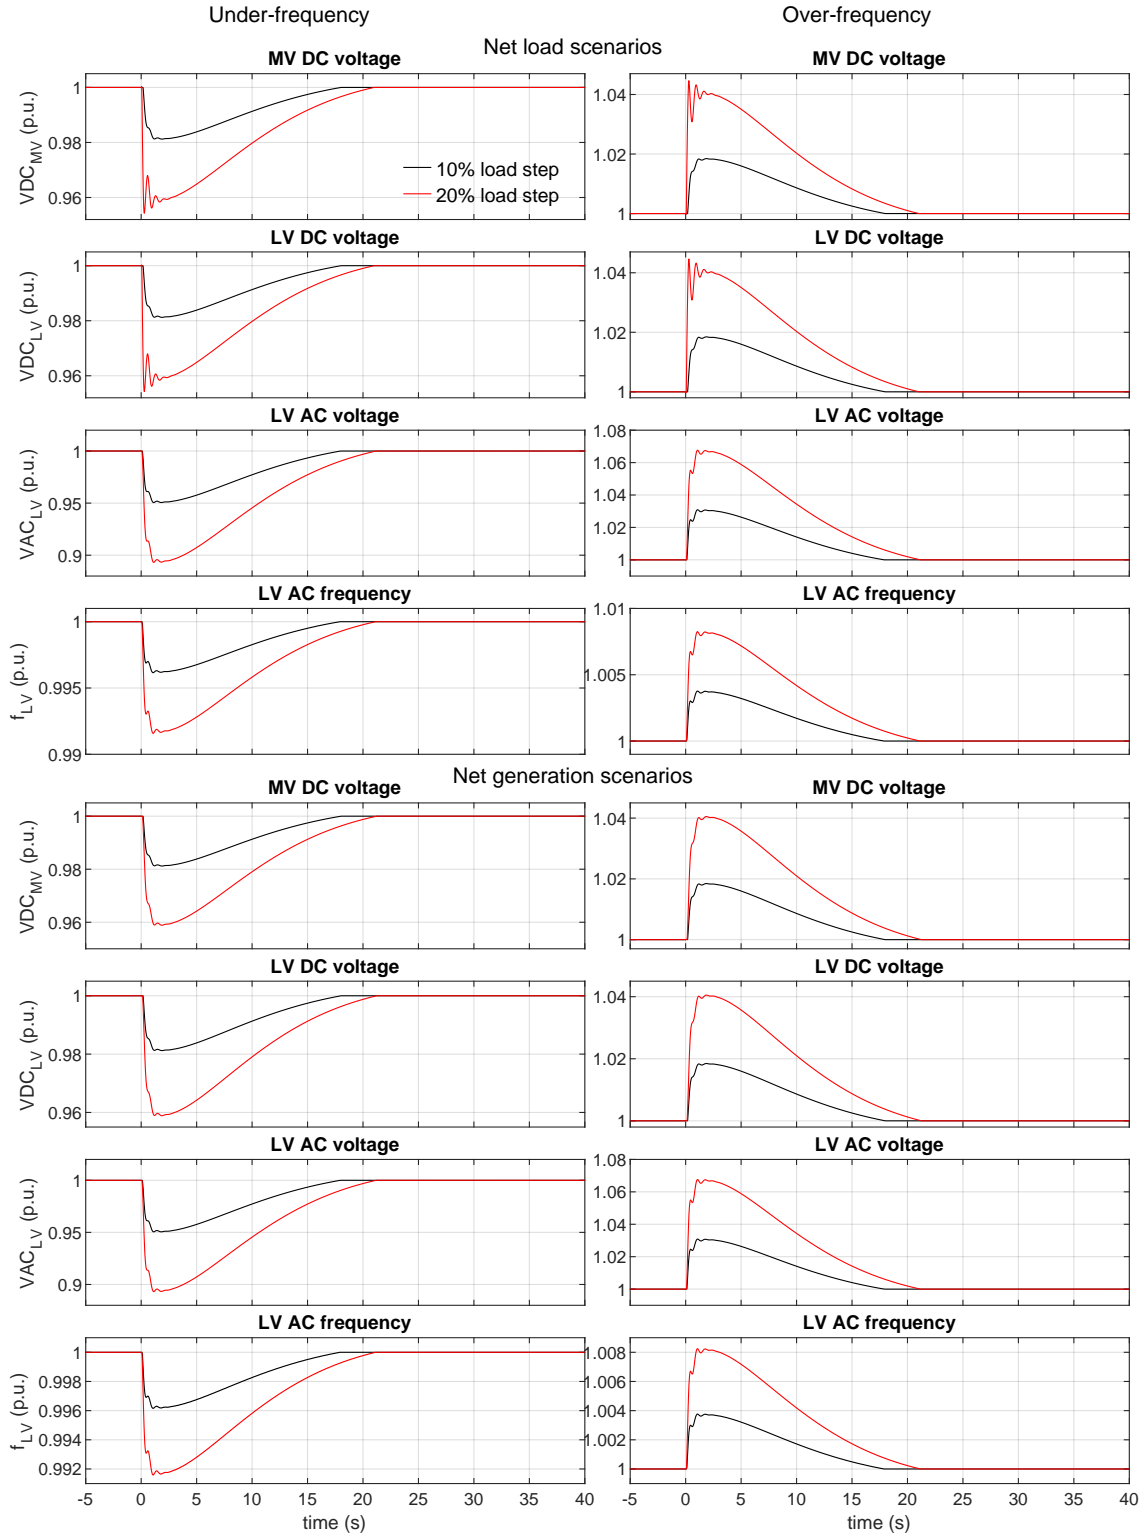 Under-frequency
Over-frequency
Net load scenarios
MV DC voltage
VDC_MV (p.u.)
1
0.98
0.96
10% load step
20% load step
MV DC voltage
1.04
1.02
1
LV DC voltage
VDC_LV (p.u.)
1
0.98
0.96
LV DC voltage
1.04
1.02
1
LV AC voltage
VAC_LV (p.u.)
1
0.95
0.9
LV AC voltage
1.08
1.06
1.04
1.02
1
LV AC frequency
f_LV (p.u.)
1
0.995
0.99
LV AC frequency
1.01
1.005
1
Net generation scenarios
MV DC voltage
VDC_MV (p.u.)
1
0.98
0.96
MV DC voltage
1.04
1.02
1
LV DC voltage
VDC_LV (p.u.)
1
0.98
0.96
LV DC voltage
1.04
1.02
1
LV AC voltage
VAC_LV (p.u.)
1
0.95
0.9
LV AC voltage
1.08
1.06
1.04
1.02
1
LV AC frequency
f_LV (p.u.)
1
0.998
0.996
0.994
0.992
-5 0 5 10 15 20 25 30 35 40
time (s)
LV AC frequency
1.008
1.006
1.004
1.002
1
-5 0 5 10 15 20 25 30 35 40
time (s)